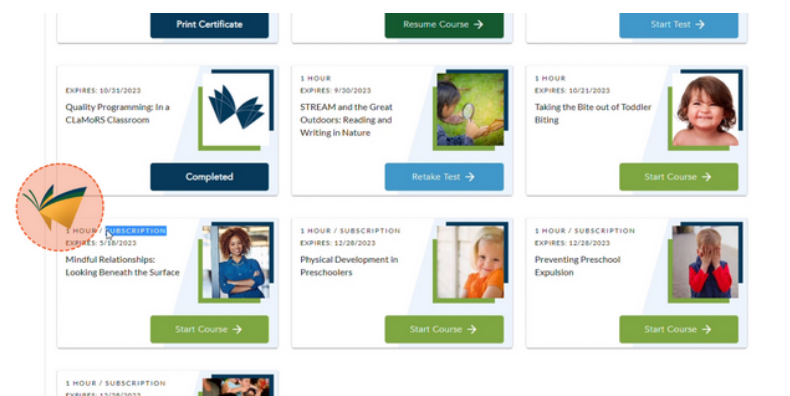 Print Certificate
Resume Course →
Start Test →
EXPIRES: 10/31/2023
Quality Programming: In a
CLaMoRS Classroom
Completed
1 HOUR
EXPIRES: 9/30/2023
STREAM and the Great
Outdoors: Reading and
Writing in Nature
Retake Test →
1 HOUR
EXPIRES: 10/21/2023
Taking the Bite out of Toddler
Biting
Start Course →
1 HOUR / SUBSCRIPTION
EXPIRES: 5/18/2023
Mindful Relationships:
Looking Beneath the Surface
Start Course →
1 HOUR / SUBSCRIPTION
EXPIRES: 12/28/2023
Physical Development in
Preschoolers
Start Course →
1 HOUR / SUBSCRIPTION
EXPIRES: 12/28/2023
Preventing Preschool
Expulsion
Start Course →
1 HOUR / SUBSCRIPTION
EXPIRES: 12/28/2023